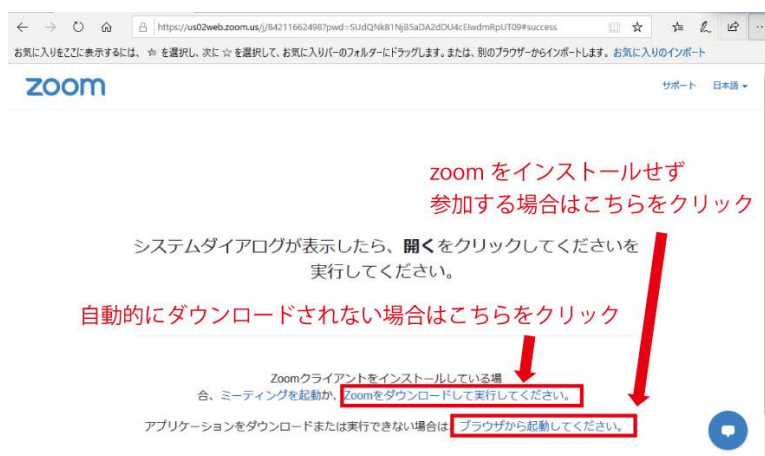 https://us02web.zoom.us/j/84211662498?pwd=SUdQNkB1NjB5aDA2dDU4cElwdmRpUT09#success
お気に入りをここに表示するには、☆ を選択し、次に ☆ を選択して、お気に入りバーのフォルダーにドラッグします。または、別のブラウザーからインポートします。お気に入りのインポート
zoom
サポート 日本語
zoom をインストールせず
参加する場合はこちらをクリック
システムダイアログが表示したら、開くをクリックしてくださいを
実行してください。
自動的にダウンロードされない場合はこちらをクリック
Zoomクライアントをインストールしている場
合、ミーティングを起動か、Zoomをダウンロードして実行してください。
アプリケーションをダウンロードまたは実行できない場合は、ブラウザから起動してください。